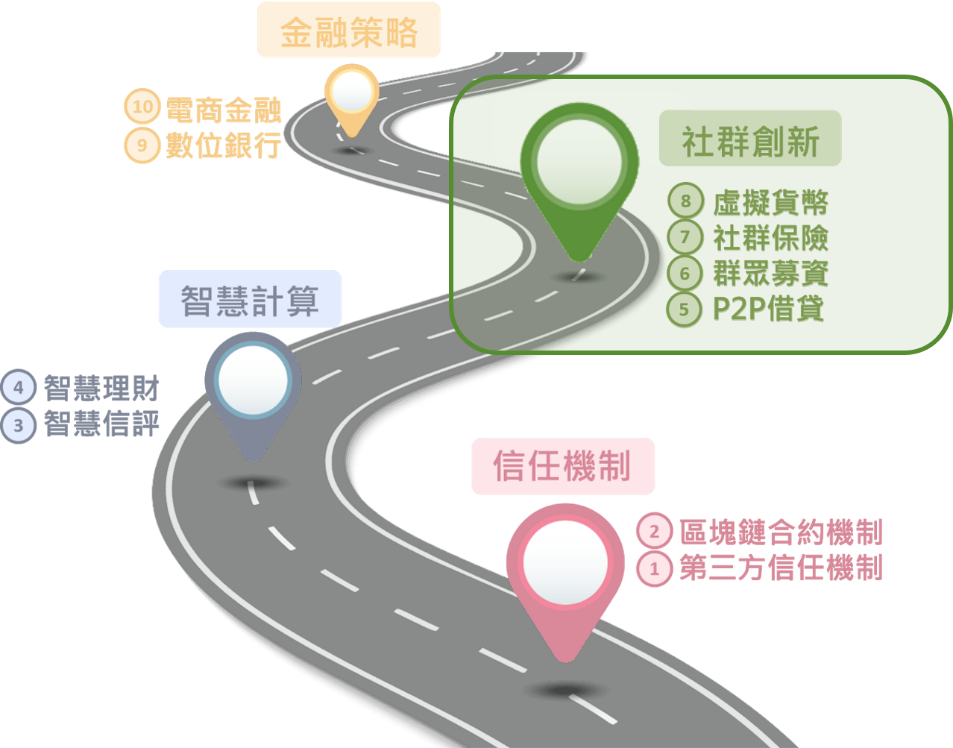 金融策略
10 電商金融
9 數位銀行
社群創新
8 虛擬貨幣
7 社群保險
6 群眾募資
5 P2P借貸
智慧計算
4 智慧理財
3 智慧信評
信任機制
2 區塊鏈合約機制
1 第三方信任機制